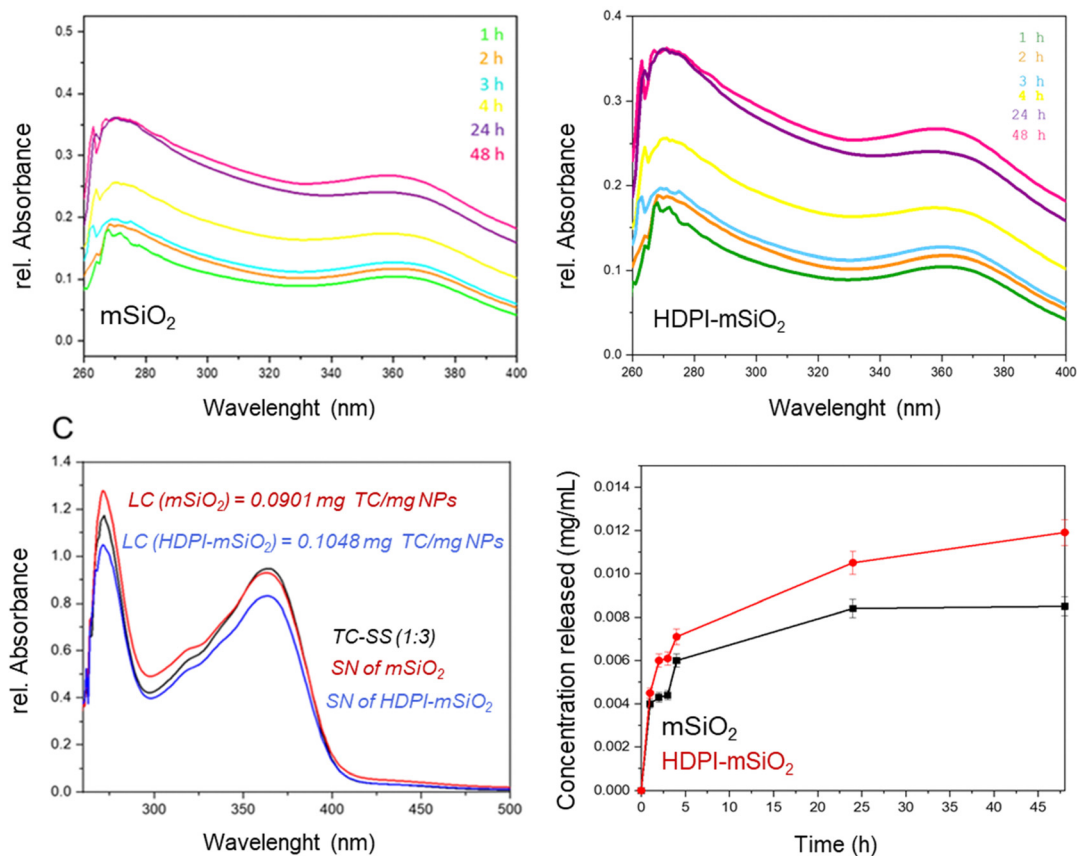 0.5
0.4
0.3
0.2
0.1
0.0
rel. Absorbance
1 h
2 h
3 h
4 h
24 h
48 h
mSiO₂
260 280 300 320 340 360 380 400
Wavelenght (nm)
0.4
0.3
0.2
0.1
0.0
rel. Absorbance
1 h
2 h
3 h
4 h
24 h
48 h
HDPI-mSiO₂
260 280 300 320 340 360 380 400
Wavelenght (nm)
C
1.4
1.2
1.0
0.8
0.6
0.4
0.2
0.0
rel. Absorbance
LC (mSiO₂) = 0.0901 mg TC/mg NPs
LC (HDPI-mSiO₂) = 0.1048 mg TC/mg NPs
TC-SS (1:3)
SN of mSiO₂
SN of HDPI-mSiO₂
300 350 400 450 500
Wavelenght (nm)
0.014
0.012
0.010
0.008
0.006
0.004
0.002
0.000
Concentration released (mg/mL)
mSiO₂
HDPI-mSiO₂
0 5 10 15 20 25 30 35 40 45
Time (h)